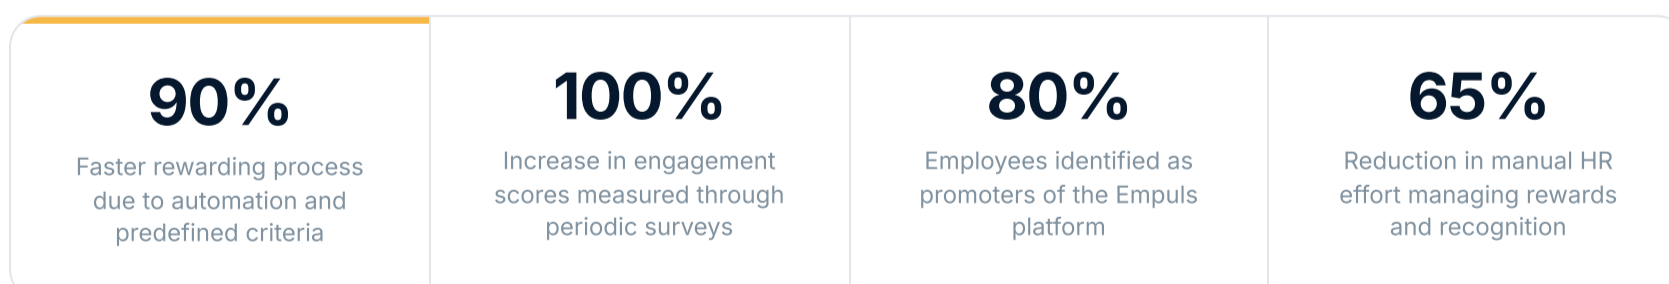 90%
Faster rewarding process
due to automation and
predefined criteria
100%
Increase in engagement
scores measured through
periodic surveys
80%
Employees identified as
promoters of the Empuls
platform
65%
Reduction in manual HR
effort managing rewards
and recognition